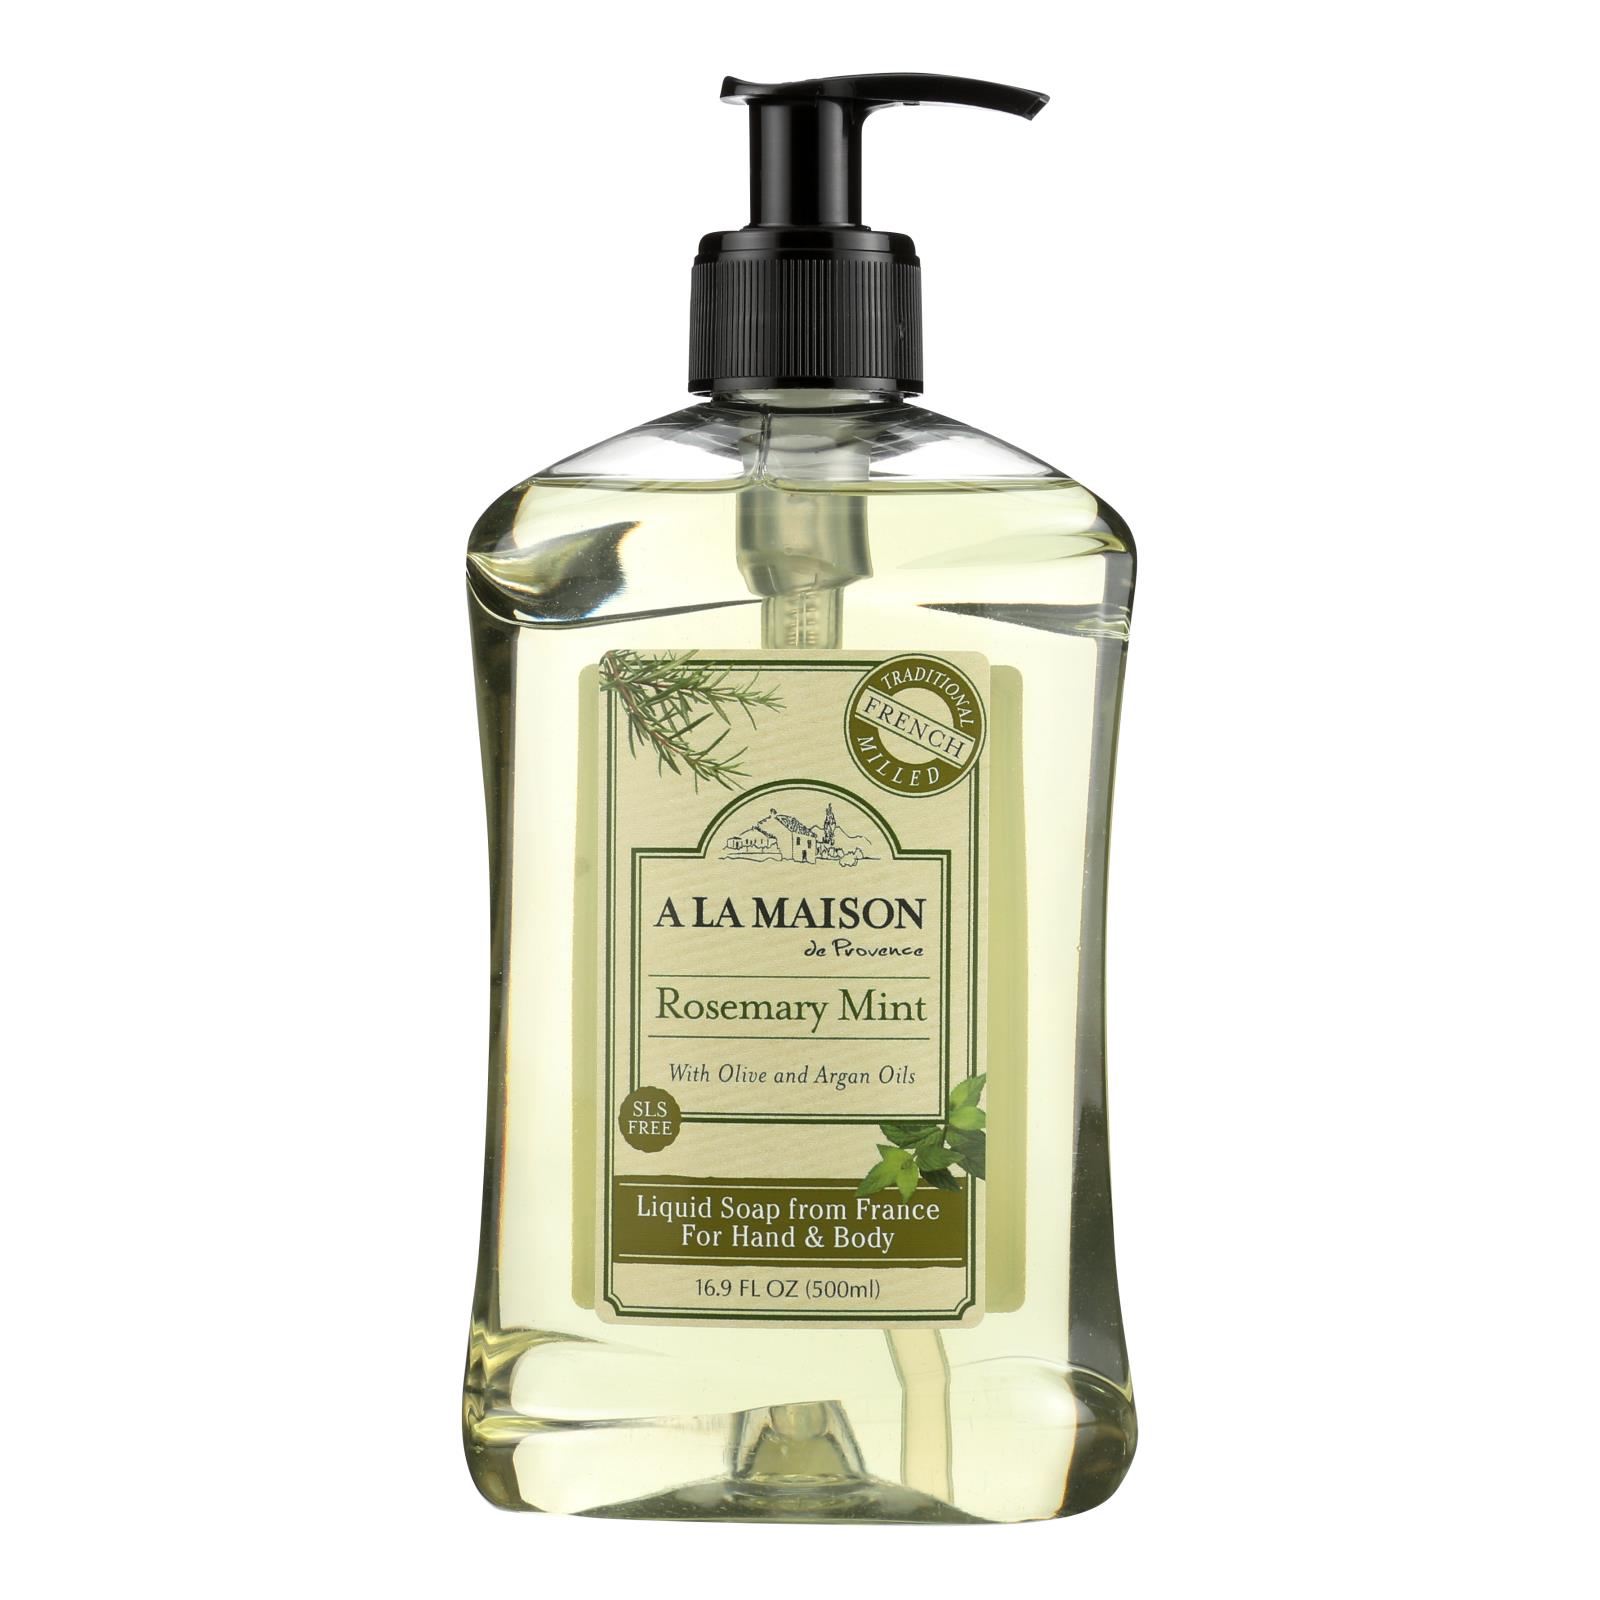 TRADITIONAL
FRENCH
MILLED
A LA MAISON
de Provence
Rosemary Mint
With Olive and Argan Oils
SLS
FREE
Liquid Soap from France
For Hand & Body
16.9 FL OZ (500ml)